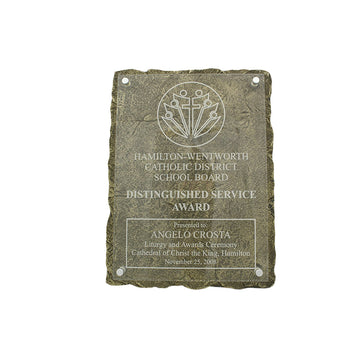 HAMILTON-WENTWORTH
CATHOLIC DISTRICT
SCHOOL BOARD
DISTINGUISHED SERVICE
AWARD
Presented to:
ANGELO CROSTA
Liturgy and Awards Ceremony
Cathedral of Christ the King, Hamilton
November 25, 2009